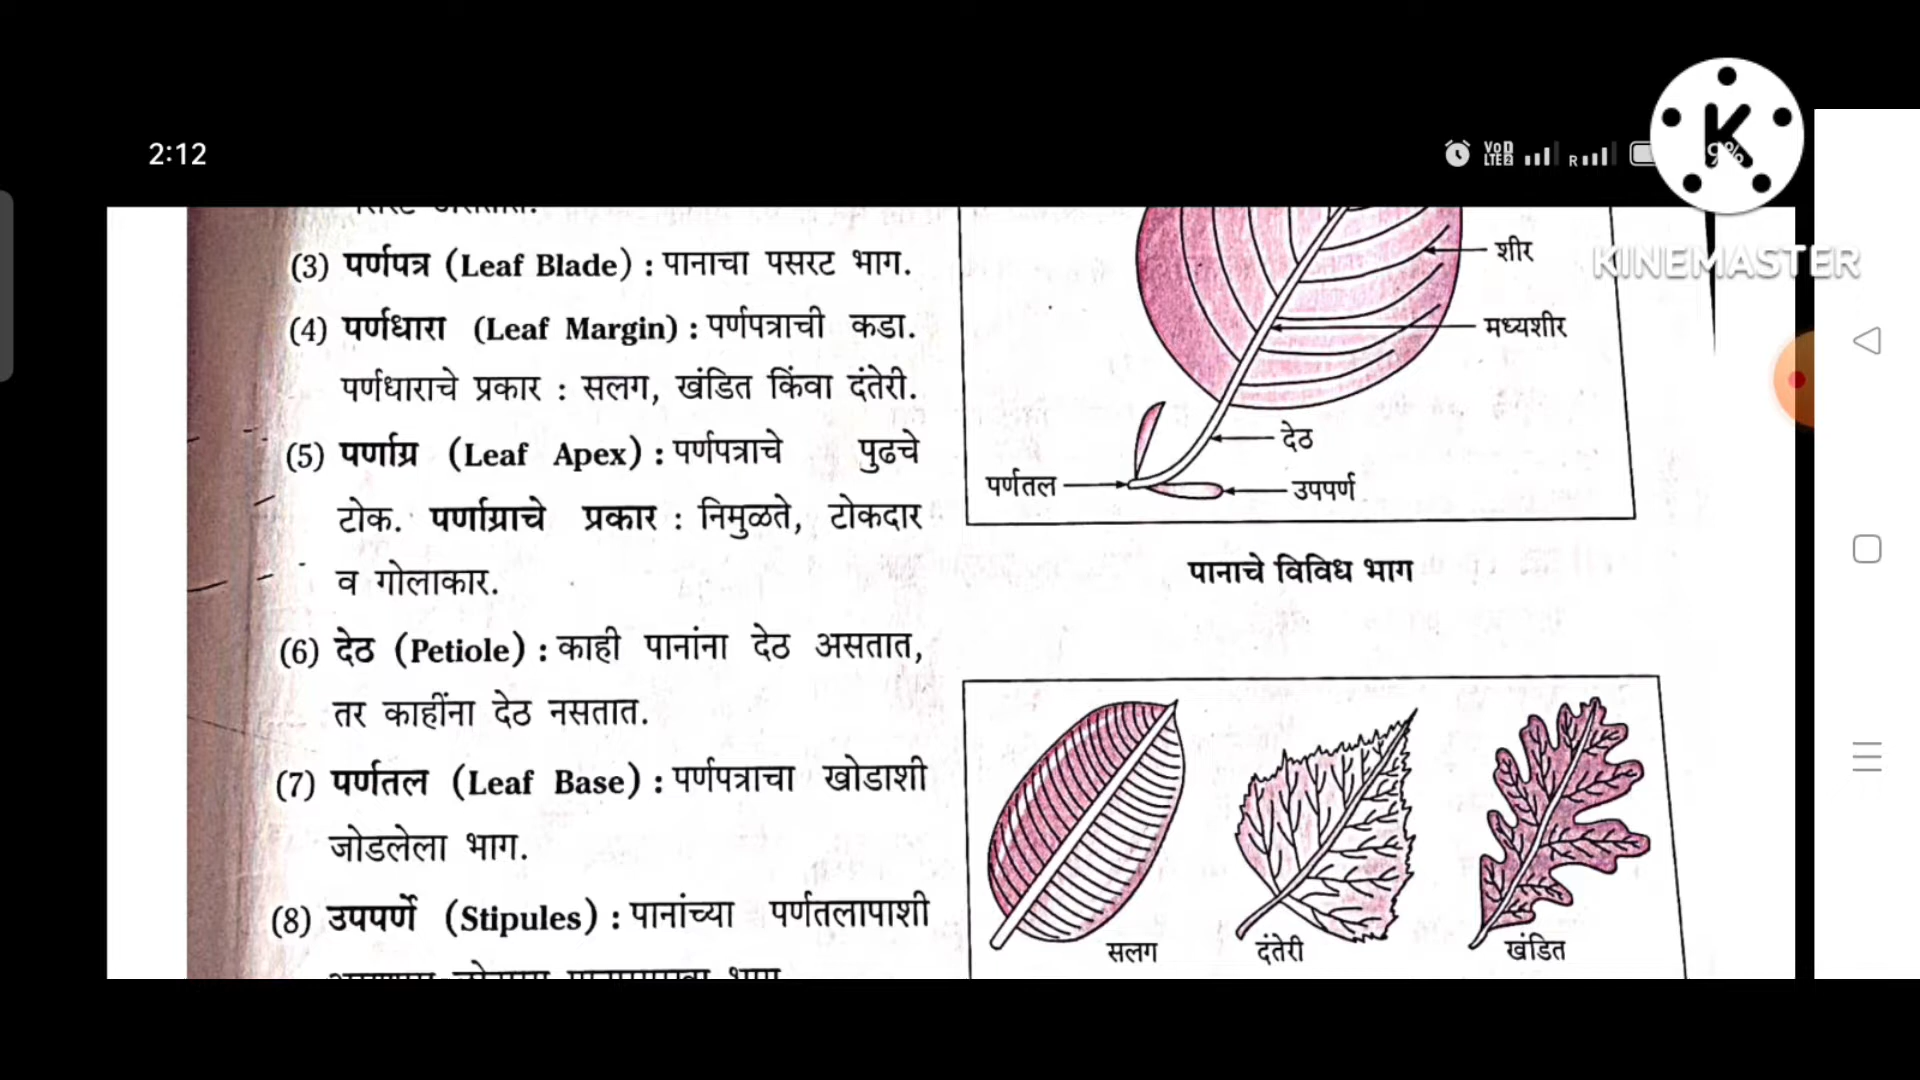 2:12
VoD
LTE2
R
K
KINEMASTER
(3) पर्णपत्र (Leaf Blade) : पानाचा पसरट भाग.
(4) पर्णधारा (Leaf Margin) : पर्णपत्राची कडा.
पर्णधाराचे प्रकार : सलग, खंडित किंवा दंतेरी.
(5) पर्णाग्र (Leaf Apex) : पर्णपत्राचे पुढचे
टोक. पर्णाग्राचे प्रकार : निमुळते, टोकदार
व गोलाकार.
(6) देठ (Petiole) : काही पानांना देठ असतात,
तर काहींना देठ नसतात.
(7) पर्णतल (Leaf Base) : पर्णपत्राचा खोडाशी
जोडलेला भाग.
(8) उपपर्णे (Stipules) : पानांच्या पर्णतलापाशी
शीर
मध्यशीर
देठ
पर्णतल
उपपर्ण
पानाचे विविध भाग
सलग दंतेरी खंडित